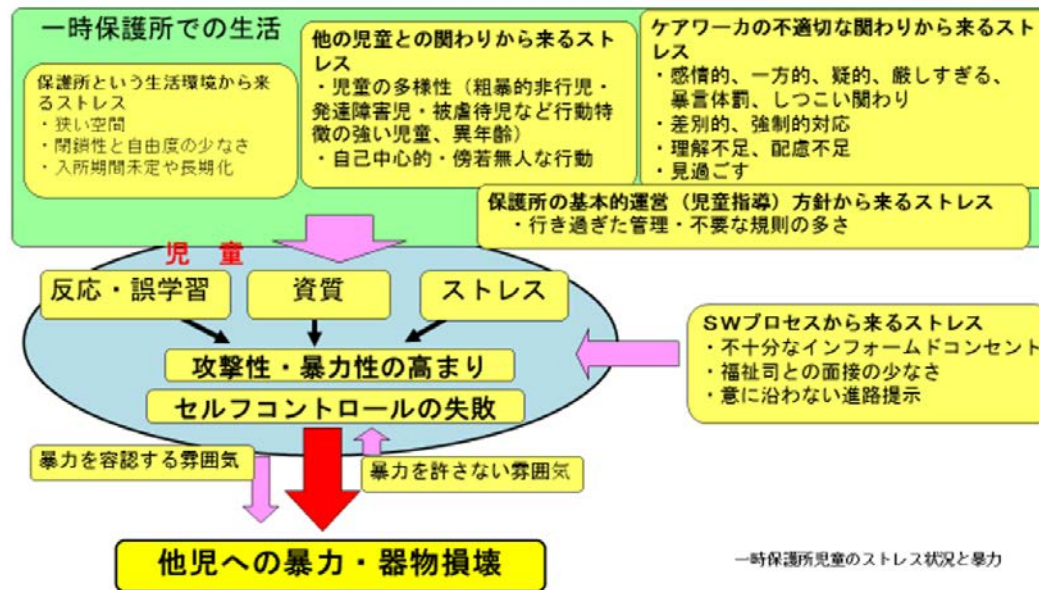 一時保護所での生活
保護所という生活環境から来
るストレス
・狭い空間
・閉鎖性と自由度の少なさ
・入所期間未定や長期化
他の児童との関わりから来るスト
レス
・児童の多様性（粗暴的非行児・
発達障害児・被虐待児など行動特
徴の強い児童、異年齢）
・自己中心的・傍若無人な行動
ケアワーカの不適切な関わりから来るスト
レス
・感情的、一方的、疑的、厳しすぎる、
暴言体罰、しつこい関わり
・差別的、強制的対応
・理解不足、配慮不足
・見過ごす
保護所の基本的運営（児童指導）方針から来るストレス
・行き過ぎた管理・不要な規則の多さ
児　童
反応・誤学習
資質
ストレス
攻撃性・暴力性の高まり
セルフコントロールの失敗
ＳＷプロセスから来るストレス
・不十分なインフォームドコンセント
・福祉司との面接の少なさ
・意に沿わない進路提示
暴力を容認する雰囲気
暴力を許さない雰囲気
他児への暴力・器物損壊
一時保護所児童のストレス状況と暴力